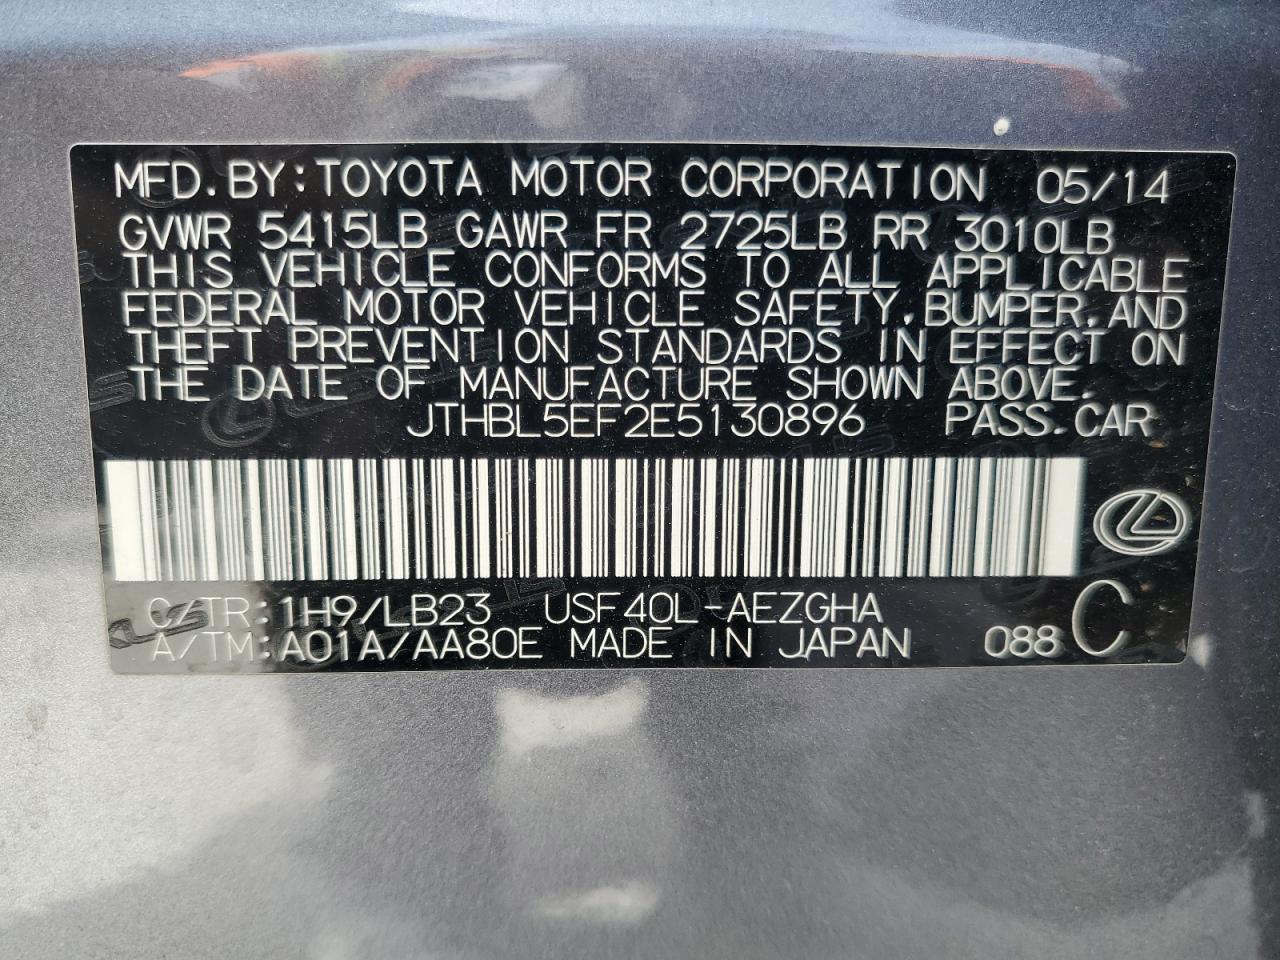 MFD. BY: TOYOTA MOTOR CORPORATION 05/14
GVWR 5415LB GAWR FR 2725LB RR 3010LB
THIS VEHICLE CONFORMS TO ALL APPLICABLE
FEDERAL MOTOR VEHICLE SAFETY, BUMPER, AND
THEFT PREVENTION STANDARDS IN EFFECT ON
THE DATE OF MANUFACTURE SHOWN ABOVE.
JTHBL5EF2E5130896 PASS. CAR
C/TR: 1H9/LB23 USF40L-AEZGHA
A/TM: A01A/AA80E MADE IN JAPAN 088 C